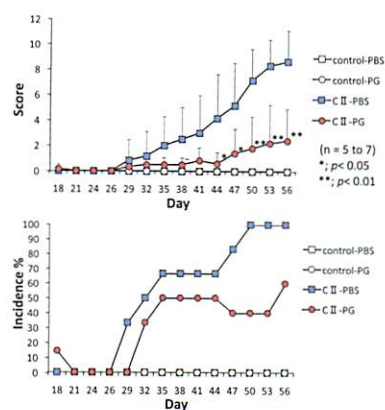 12
10
8
6
4
2
0
Score
18 21 24 26 29 32 35 38 41 44 47 50 53 56
Day
* ** ** **
control-PBS
control-PG
CⅡ-PBS
CⅡ-PG
(n = 5 to 7)
*; p< 0.05
**; p< 0.01
100
90
80
70
60
50
40
30
20
10
0
Incidence %
18 21 24 26 29 32 35 38 41 44 47 50 53 56
Day
control-PBS
control-PG
CⅡ-PBS
CⅡ-PG